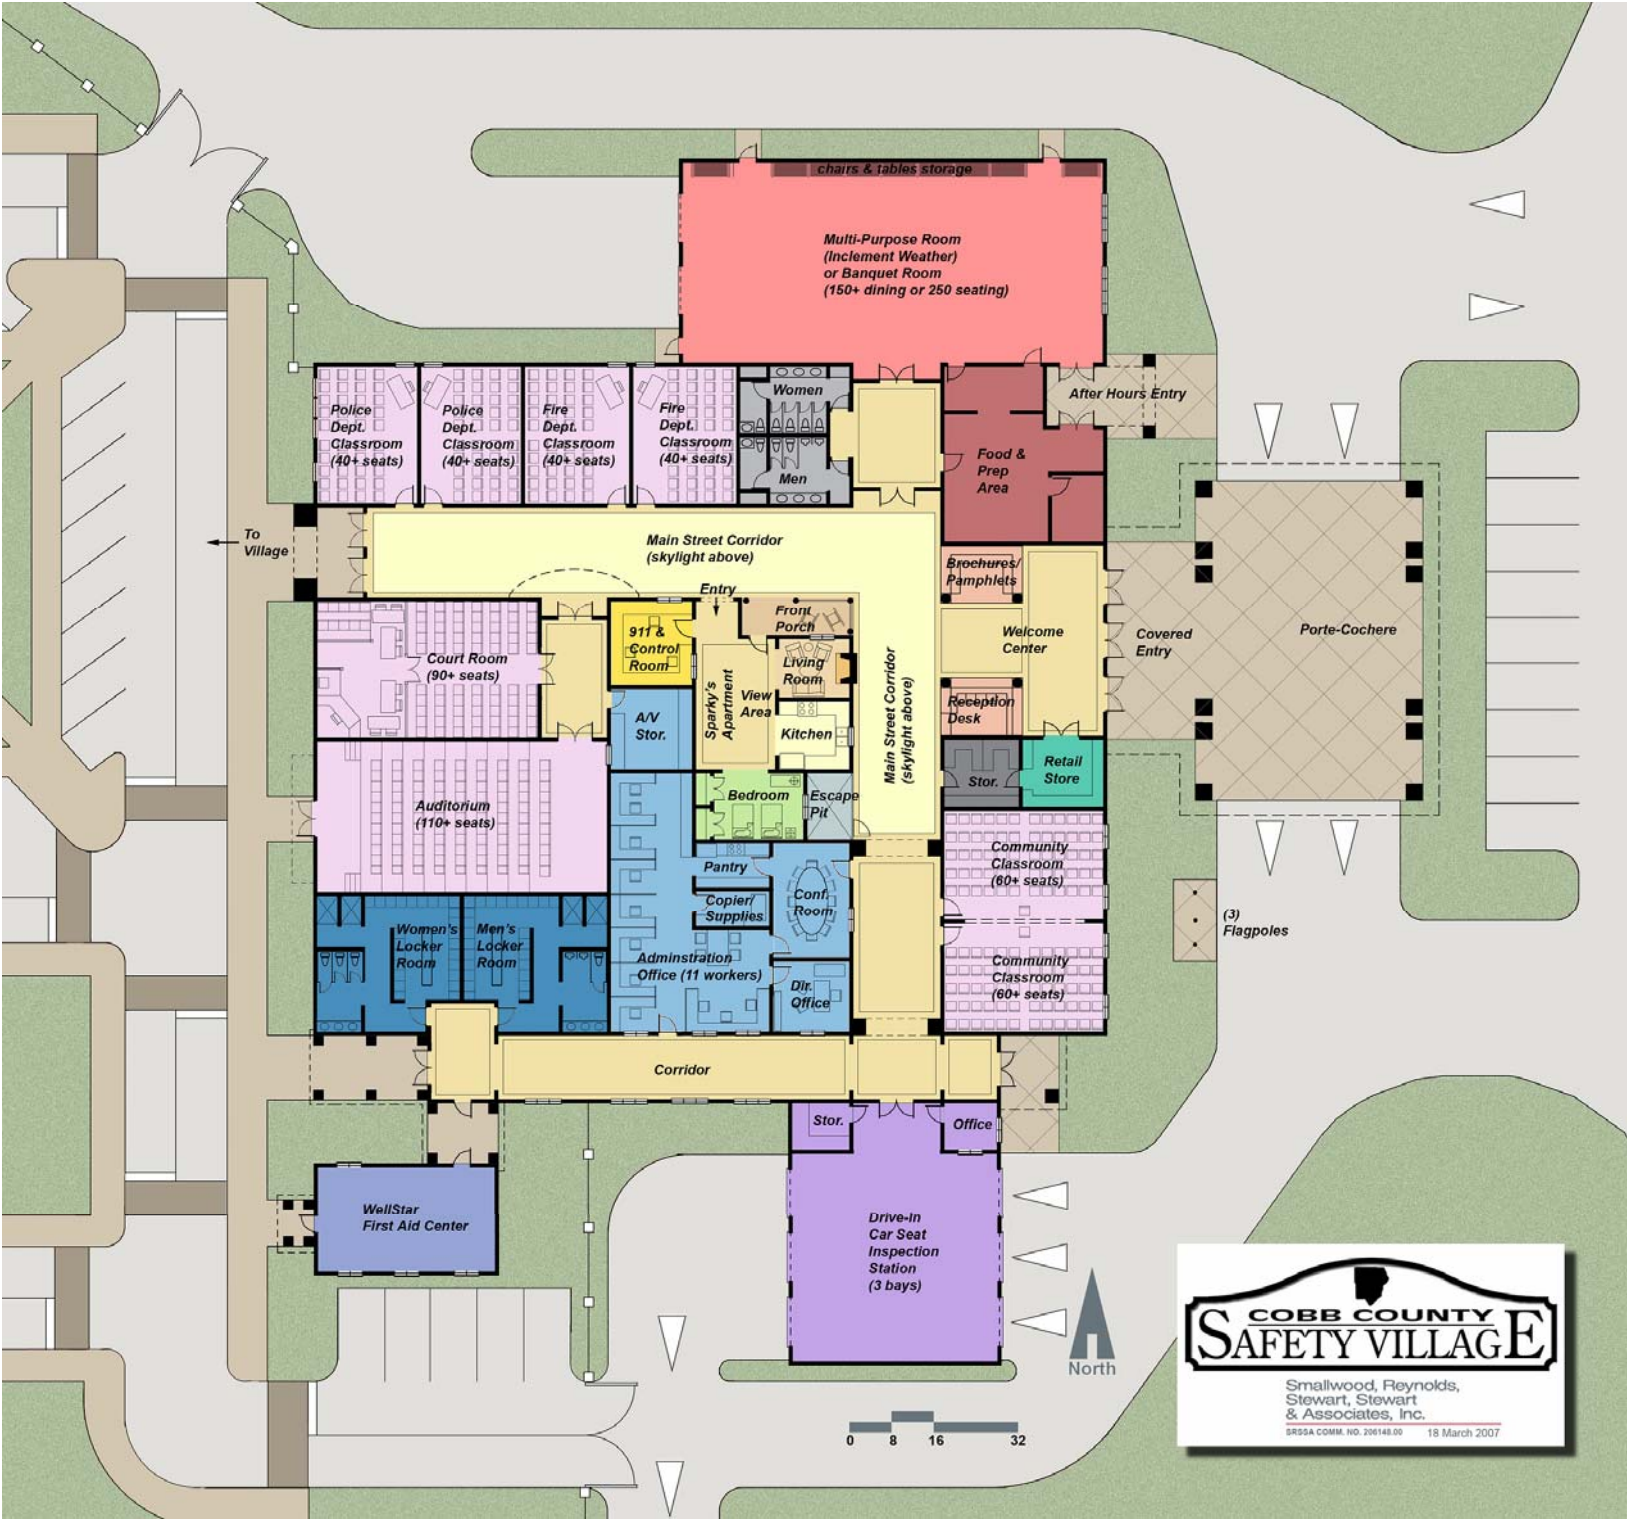 chairs & tables storage
Multi-Purpose Room
(Inclement Weather)
or Banquet Room
(150+ dining or 250 seating)
Police
Dept.
Classroom
(40+ seats)
Police
Dept.
Classroom
(40+ seats)
Fire
Dept.
Classroom
(40+ seats)
Fire
Dept.
Classroom
(40+ seats)
Women
Men
After Hours Entry
Food &
Prep
Area
To
Village
Main Street Corridor
(skylight above)
Entry
Brochures/
Pamphlets
Front
Porch
911 &
Control
Room
Court Room
(90+ seats)
Living
Room
Welcome
Center
Covered
Entry
Porte-Cochere
Sparky's
Apartment
View
Area
Main Street Corridor
(skylight above)
Reception
Desk
A/V
Stor.
Kitchen
Stor.
Retail
Store
Auditorium
(110+ seats)
Bedroom
Escape
Pit
Community
Classroom
(60+ seats)
Pantry
Conf.
Room
Copier/
Supplies
(3)
Flagpoles
Women's
Locker
Room
Men's
Locker
Room
Adminstration
Office (11 workers)
Dir.
Office
Community
Classroom
(60+ seats)
Corridor
Stor.
Office
WellStar
First Aid Center
Drive-In
Car Seat
Inspection
Station
(3 bays)
North
0 8 16 32
COBB COUNTY
SAFETY VILLAGE
Smallwood, Reynolds,
Stewart, Stewart
& Associates, Inc.
SRSSA COMM. NO. 206148.00 18 March 2007